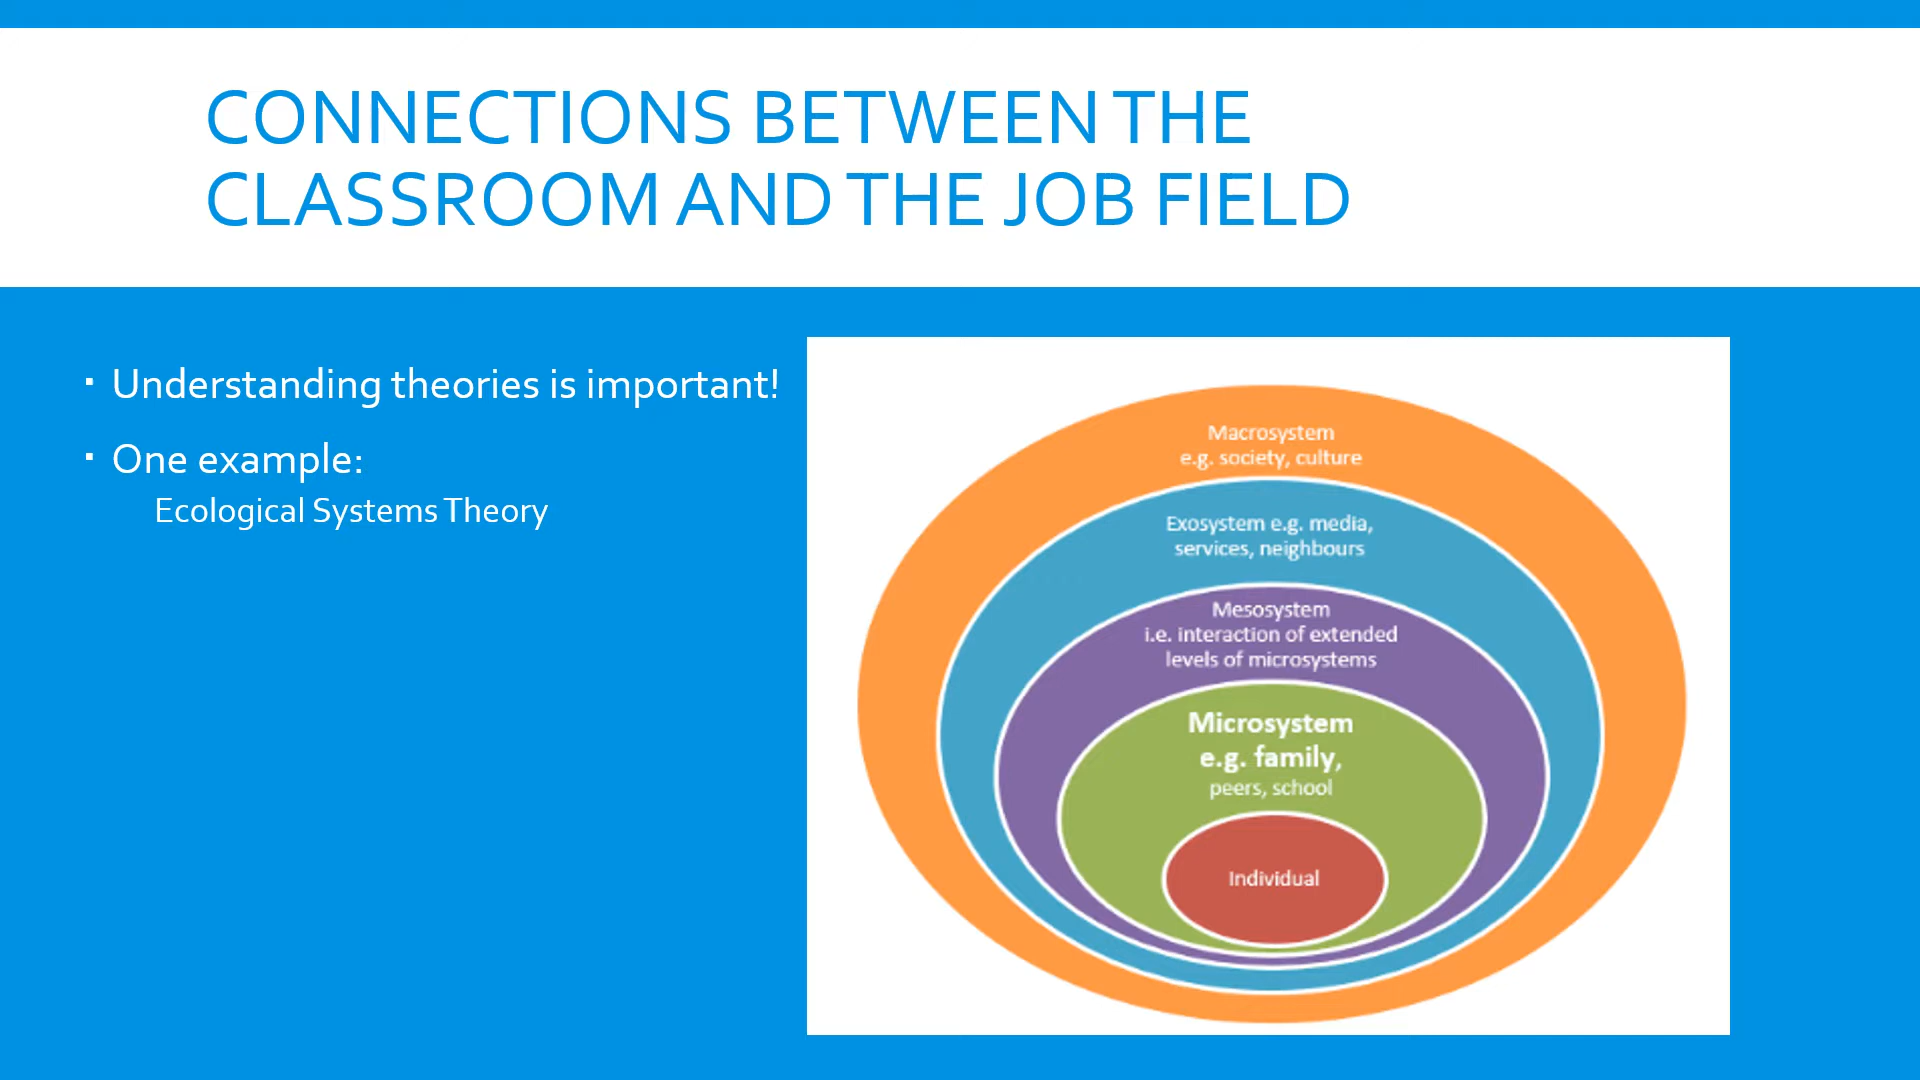 CONNECTIONS BETWEEN THE
CLASSROOM AND THE JOB FIELD
▪ Understanding theories is important!
▪ One example:
Ecological Systems Theory
Macrosystem
e.g. society, culture
Exosystem e.g. media,
services, neighbours
Mesosystem
i.e. interaction of extended
levels of microsystems
Microsystem
e.g. family,
peers, school
Individual